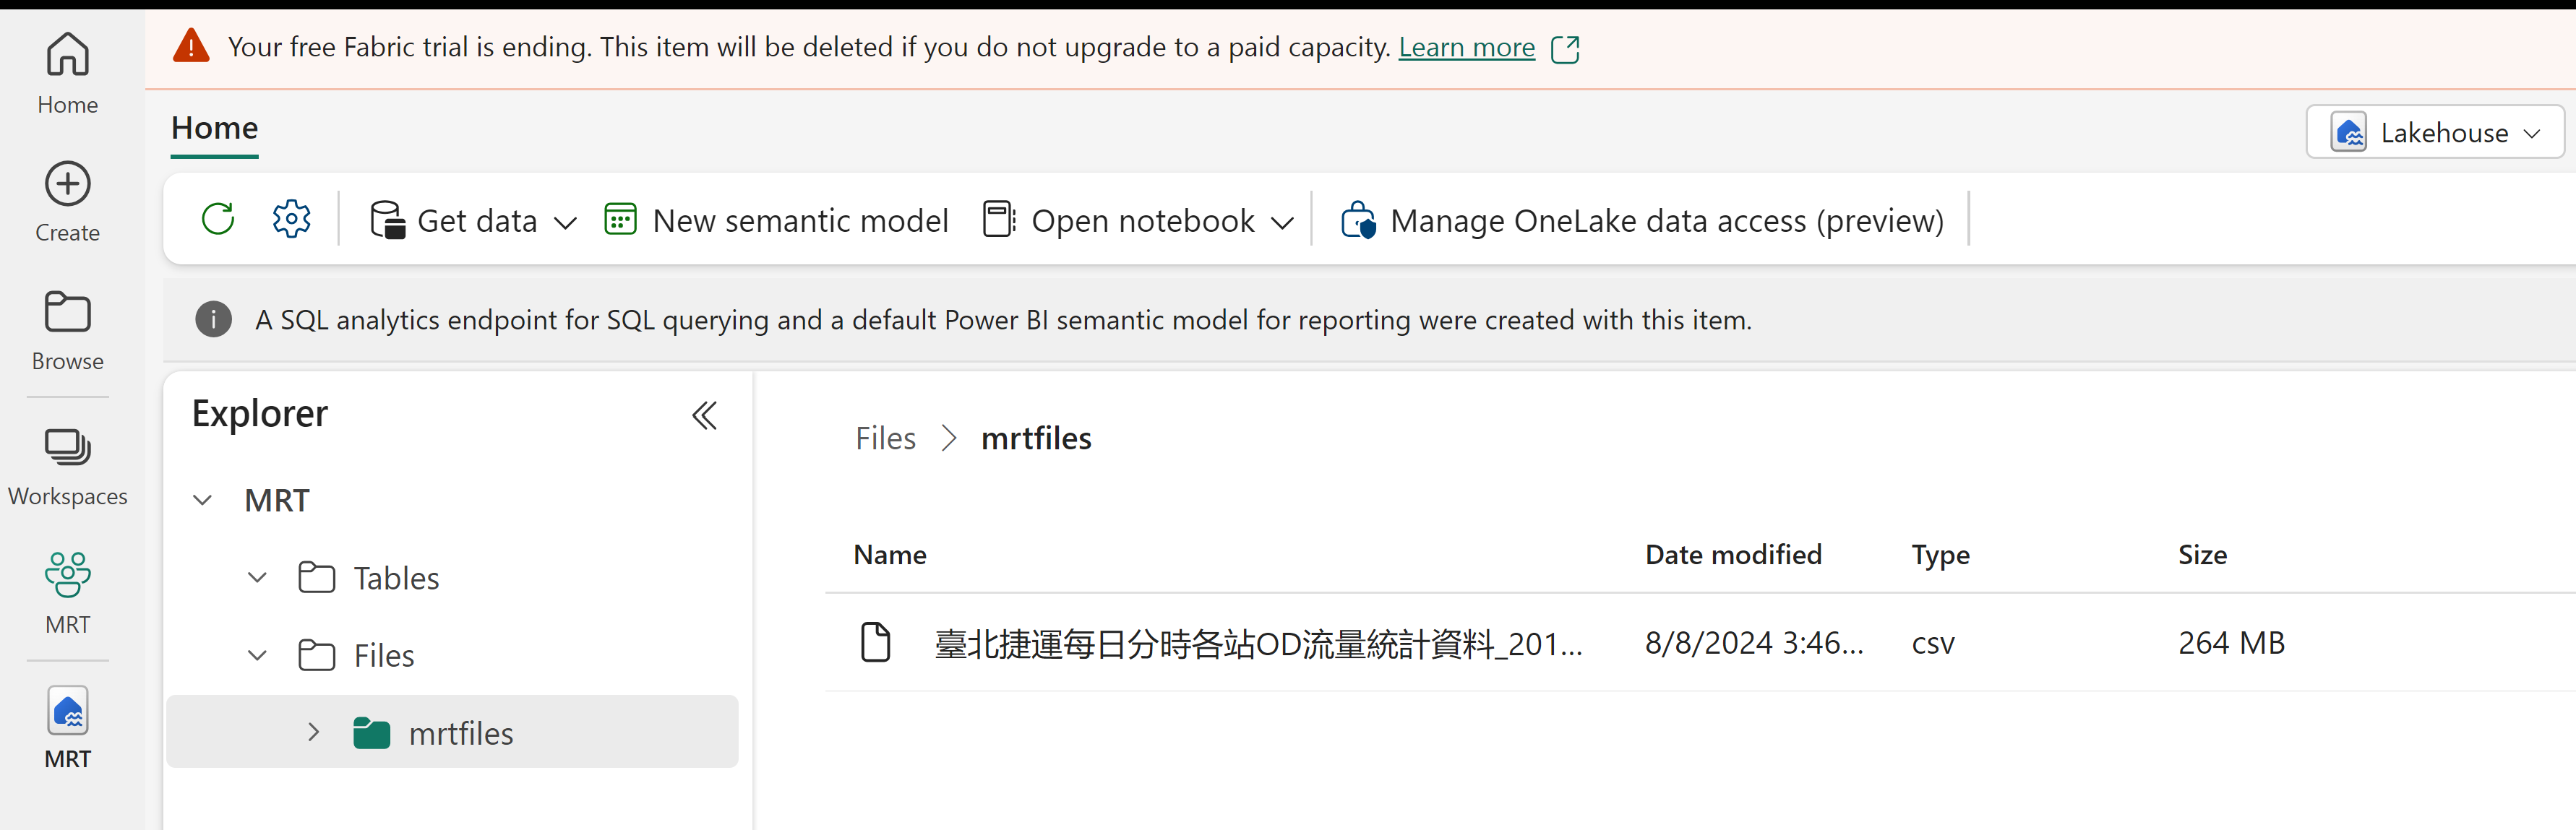 Your free Fabric trial is ending. This item will be deleted if you do not upgrade to a paid capacity. Learn more
Home
Create
Browse
Workspaces
MRT
MRT
Home
Lakehouse
Get data
New semantic model
Open notebook
Manage OneLake data access (preview)
A SQL analytics endpoint for SQL querying and a default Power BI semantic model for reporting were created with this item.
Explorer
MRT
Tables
Files
mrtfiles
Files > mrtfiles
Name Date modified Type Size
臺北捷運每日分時各站OD流量統計資料_201... 8/8/2024 3:46... csv 264 MB